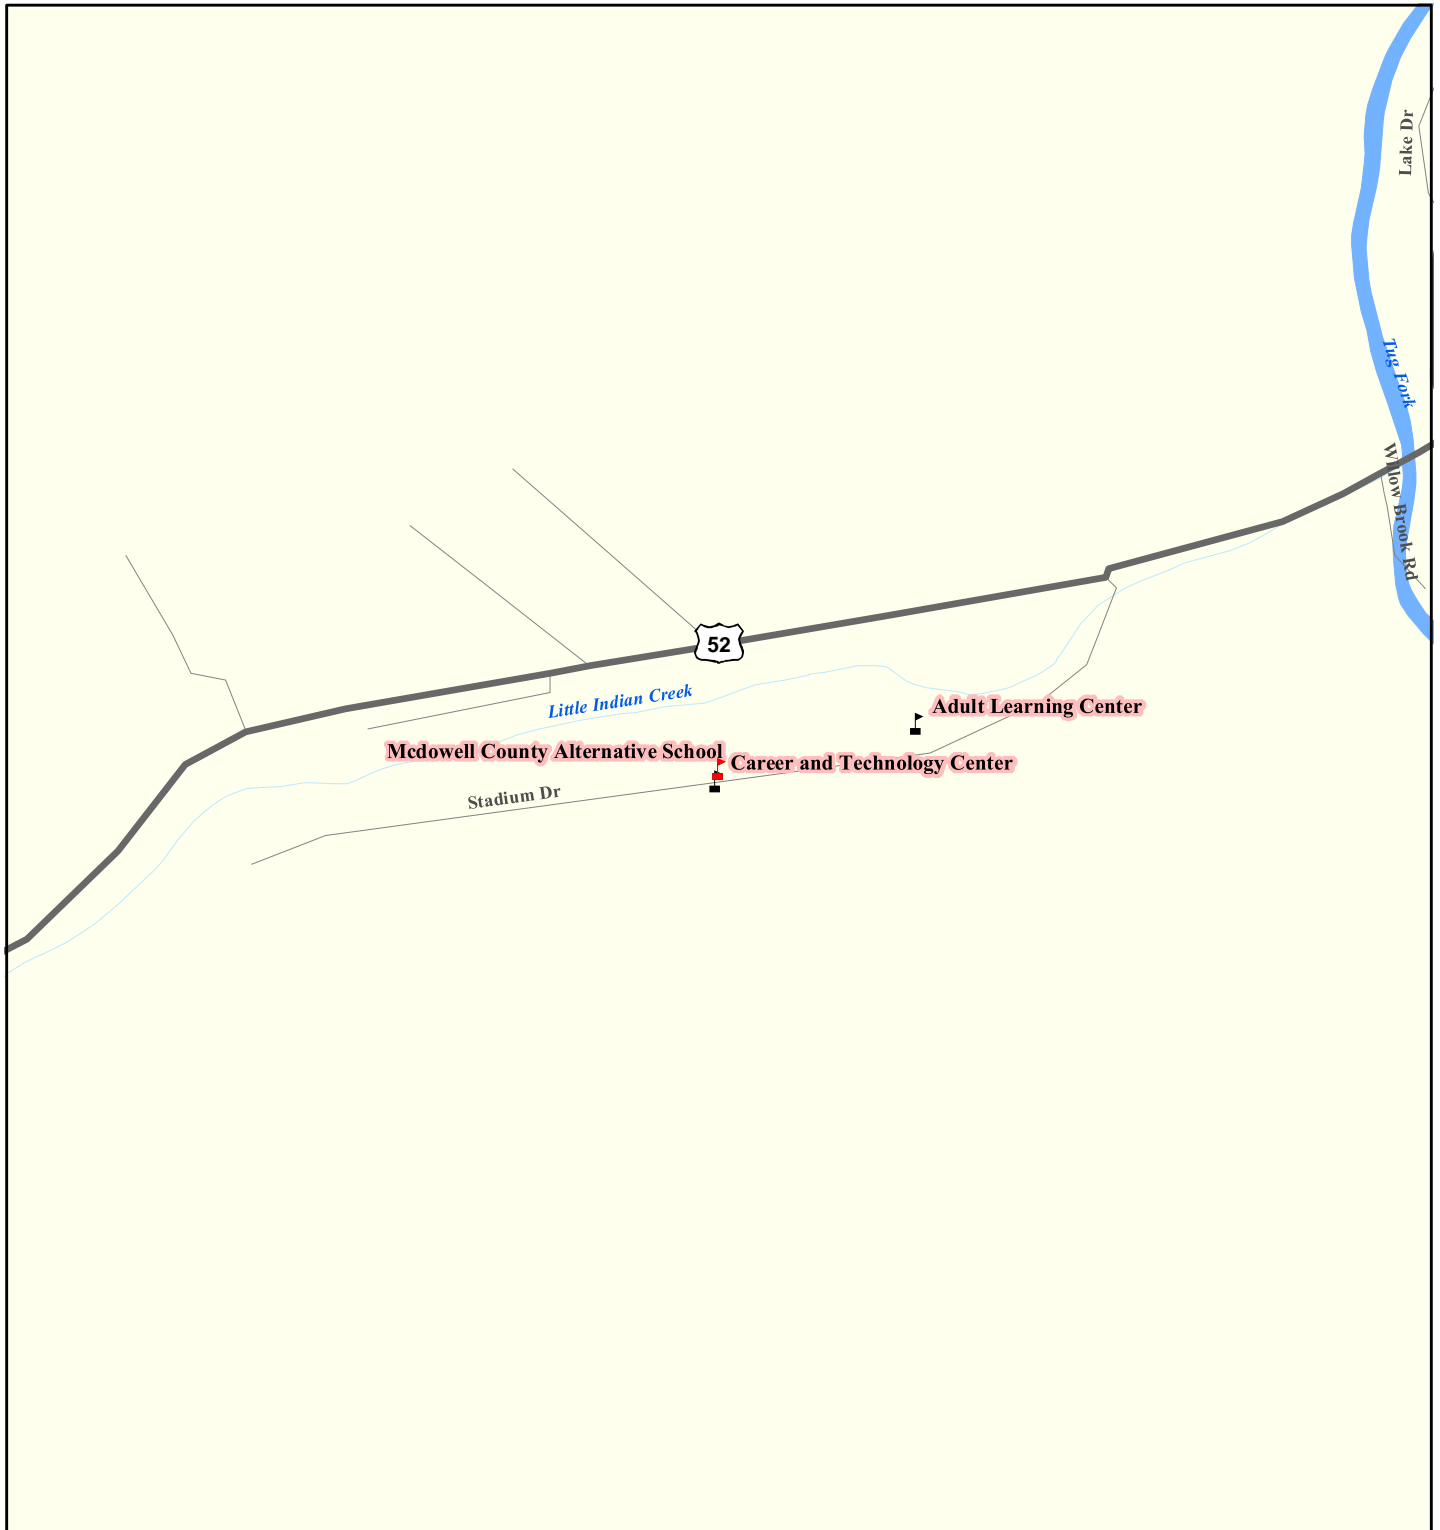 Lake Dr
Tug Fork
Willow Brook Rd
52
Little Indian Creek
Adult Learning Center
Mcdowell County Alternative School
Career and Technology Center
Stadium Dr